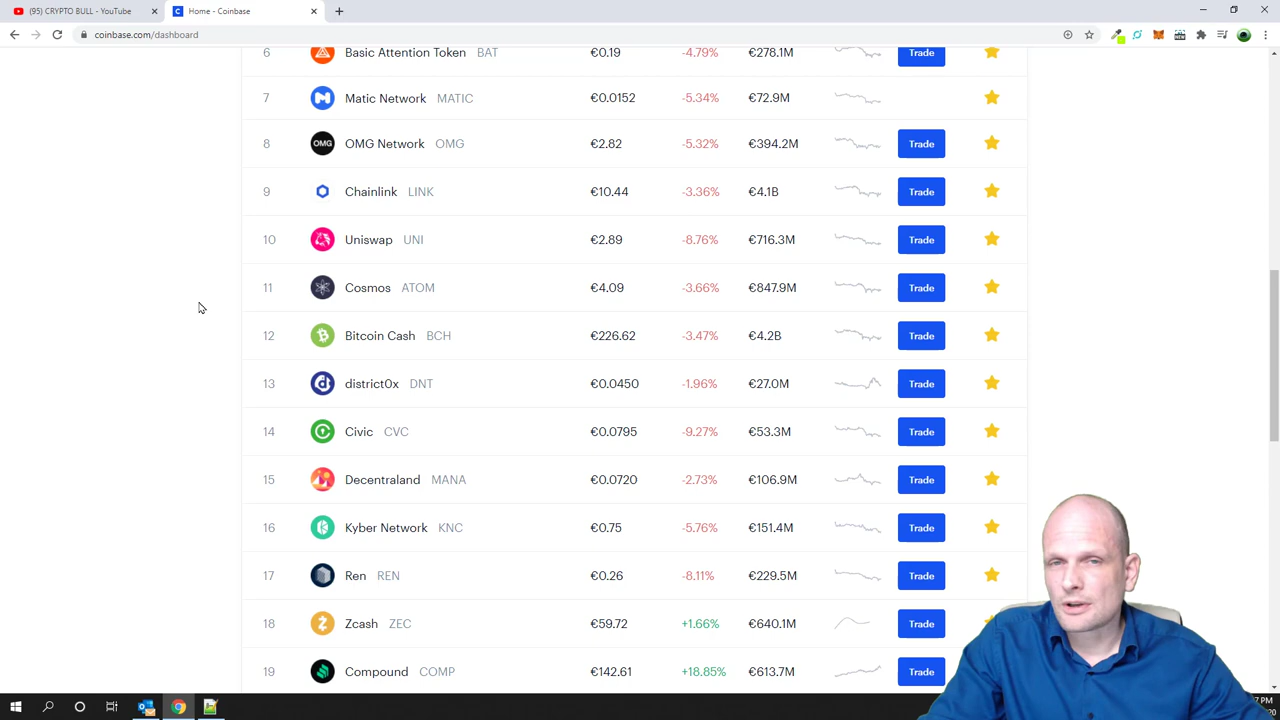 (95) CRYPTO BULL - YouTube
Home - Coinbase
coinbase.com/dashboard
6 Basic Attention Token BAT €0.19 -4.79% €278.1M Trade
7 Matic Network MATIC €0.0152 -5.34% €72.9M
8 OMG OMG Network OMG €2.82 -5.32% €394.2M Trade
9 Chainlink LINK €10.44 -3.36% €4.1B Trade
10 Uniswap UNI €2.89 -8.76% €716.3M Trade
11 Cosmos ATOM €4.09 -3.66% €847.9M Trade
12 Bitcoin Cash BCH €226.62 -3.47% €4.2B Trade
13 district0x DNT €0.0450 -1.96% €27.0M Trade
14 Civic CVC €0.0795 -9.27% €53.3M Trade
15 Decentraland MANA €0.0720 -2.73% €106.9M Trade
16 Kyber Network KNC €0.75 -5.76% €151.4M Trade
17 Ren REN €0.26 -8.11% €229.5M Trade
18 Zcash ZEC €59.72 +1.66% €640.1M Trade
19 Compound COMP €142.61 +18.85% €613.7M Trade